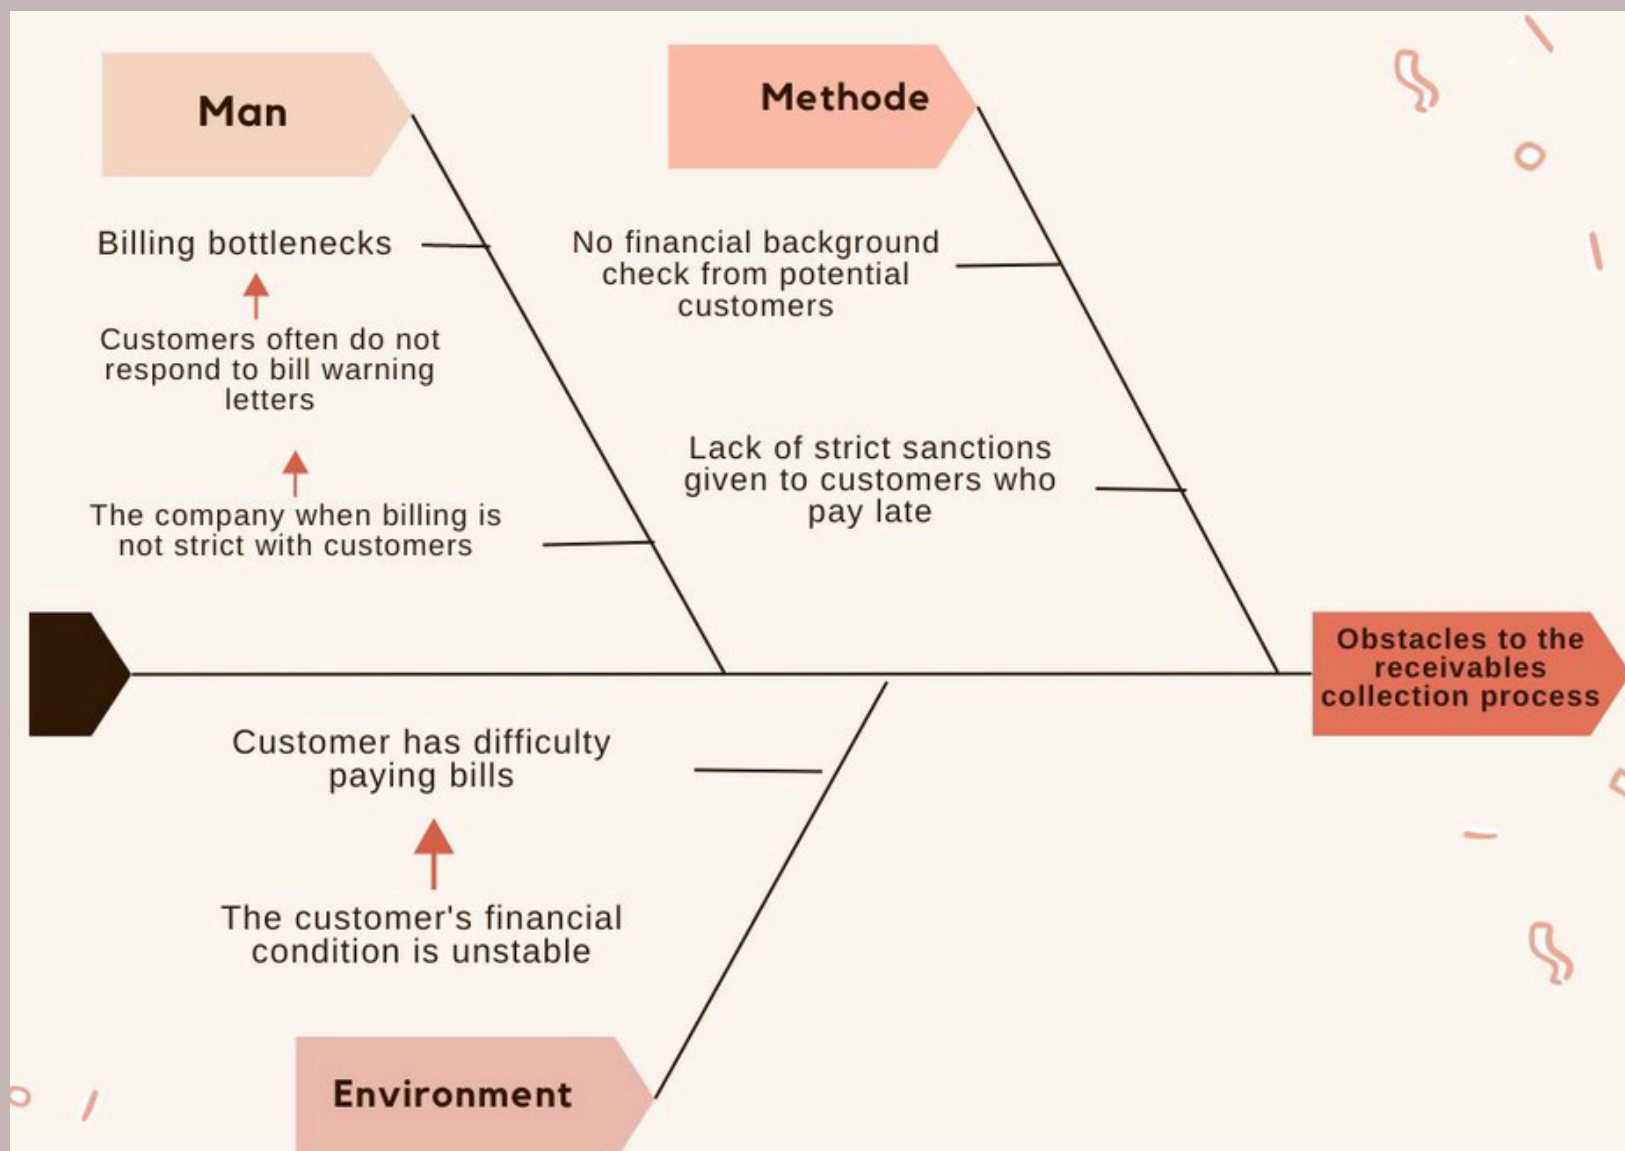 Man
Methode
Billing bottlenecks
Customers often do not
respond to bill warning
letters
The company when billing is
not strict with customers
No financial background
check from potential
customers
Lack of strict sanctions
given to customers who
pay late
Obstacles to the
receivables
collection process
Customer has difficulty
paying bills
The customer's financial
condition is unstable
Environment